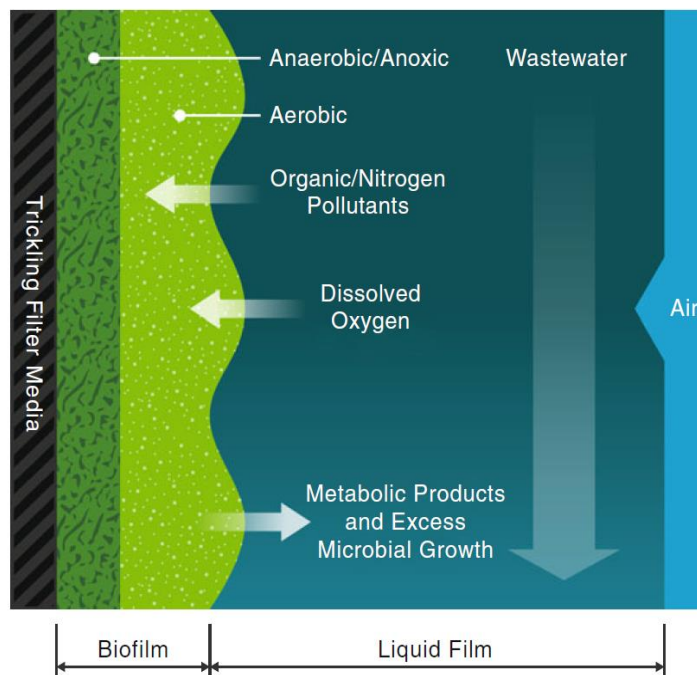 Anaerobic/Anoxic
Wastewater
Aerobic
Organic/Nitrogen
Pollutants
Trickling Filter Media
Dissolved
Oxygen
Air
Metabolic Products
and Excess
Microbial Growth
Biofilm
Liquid Film